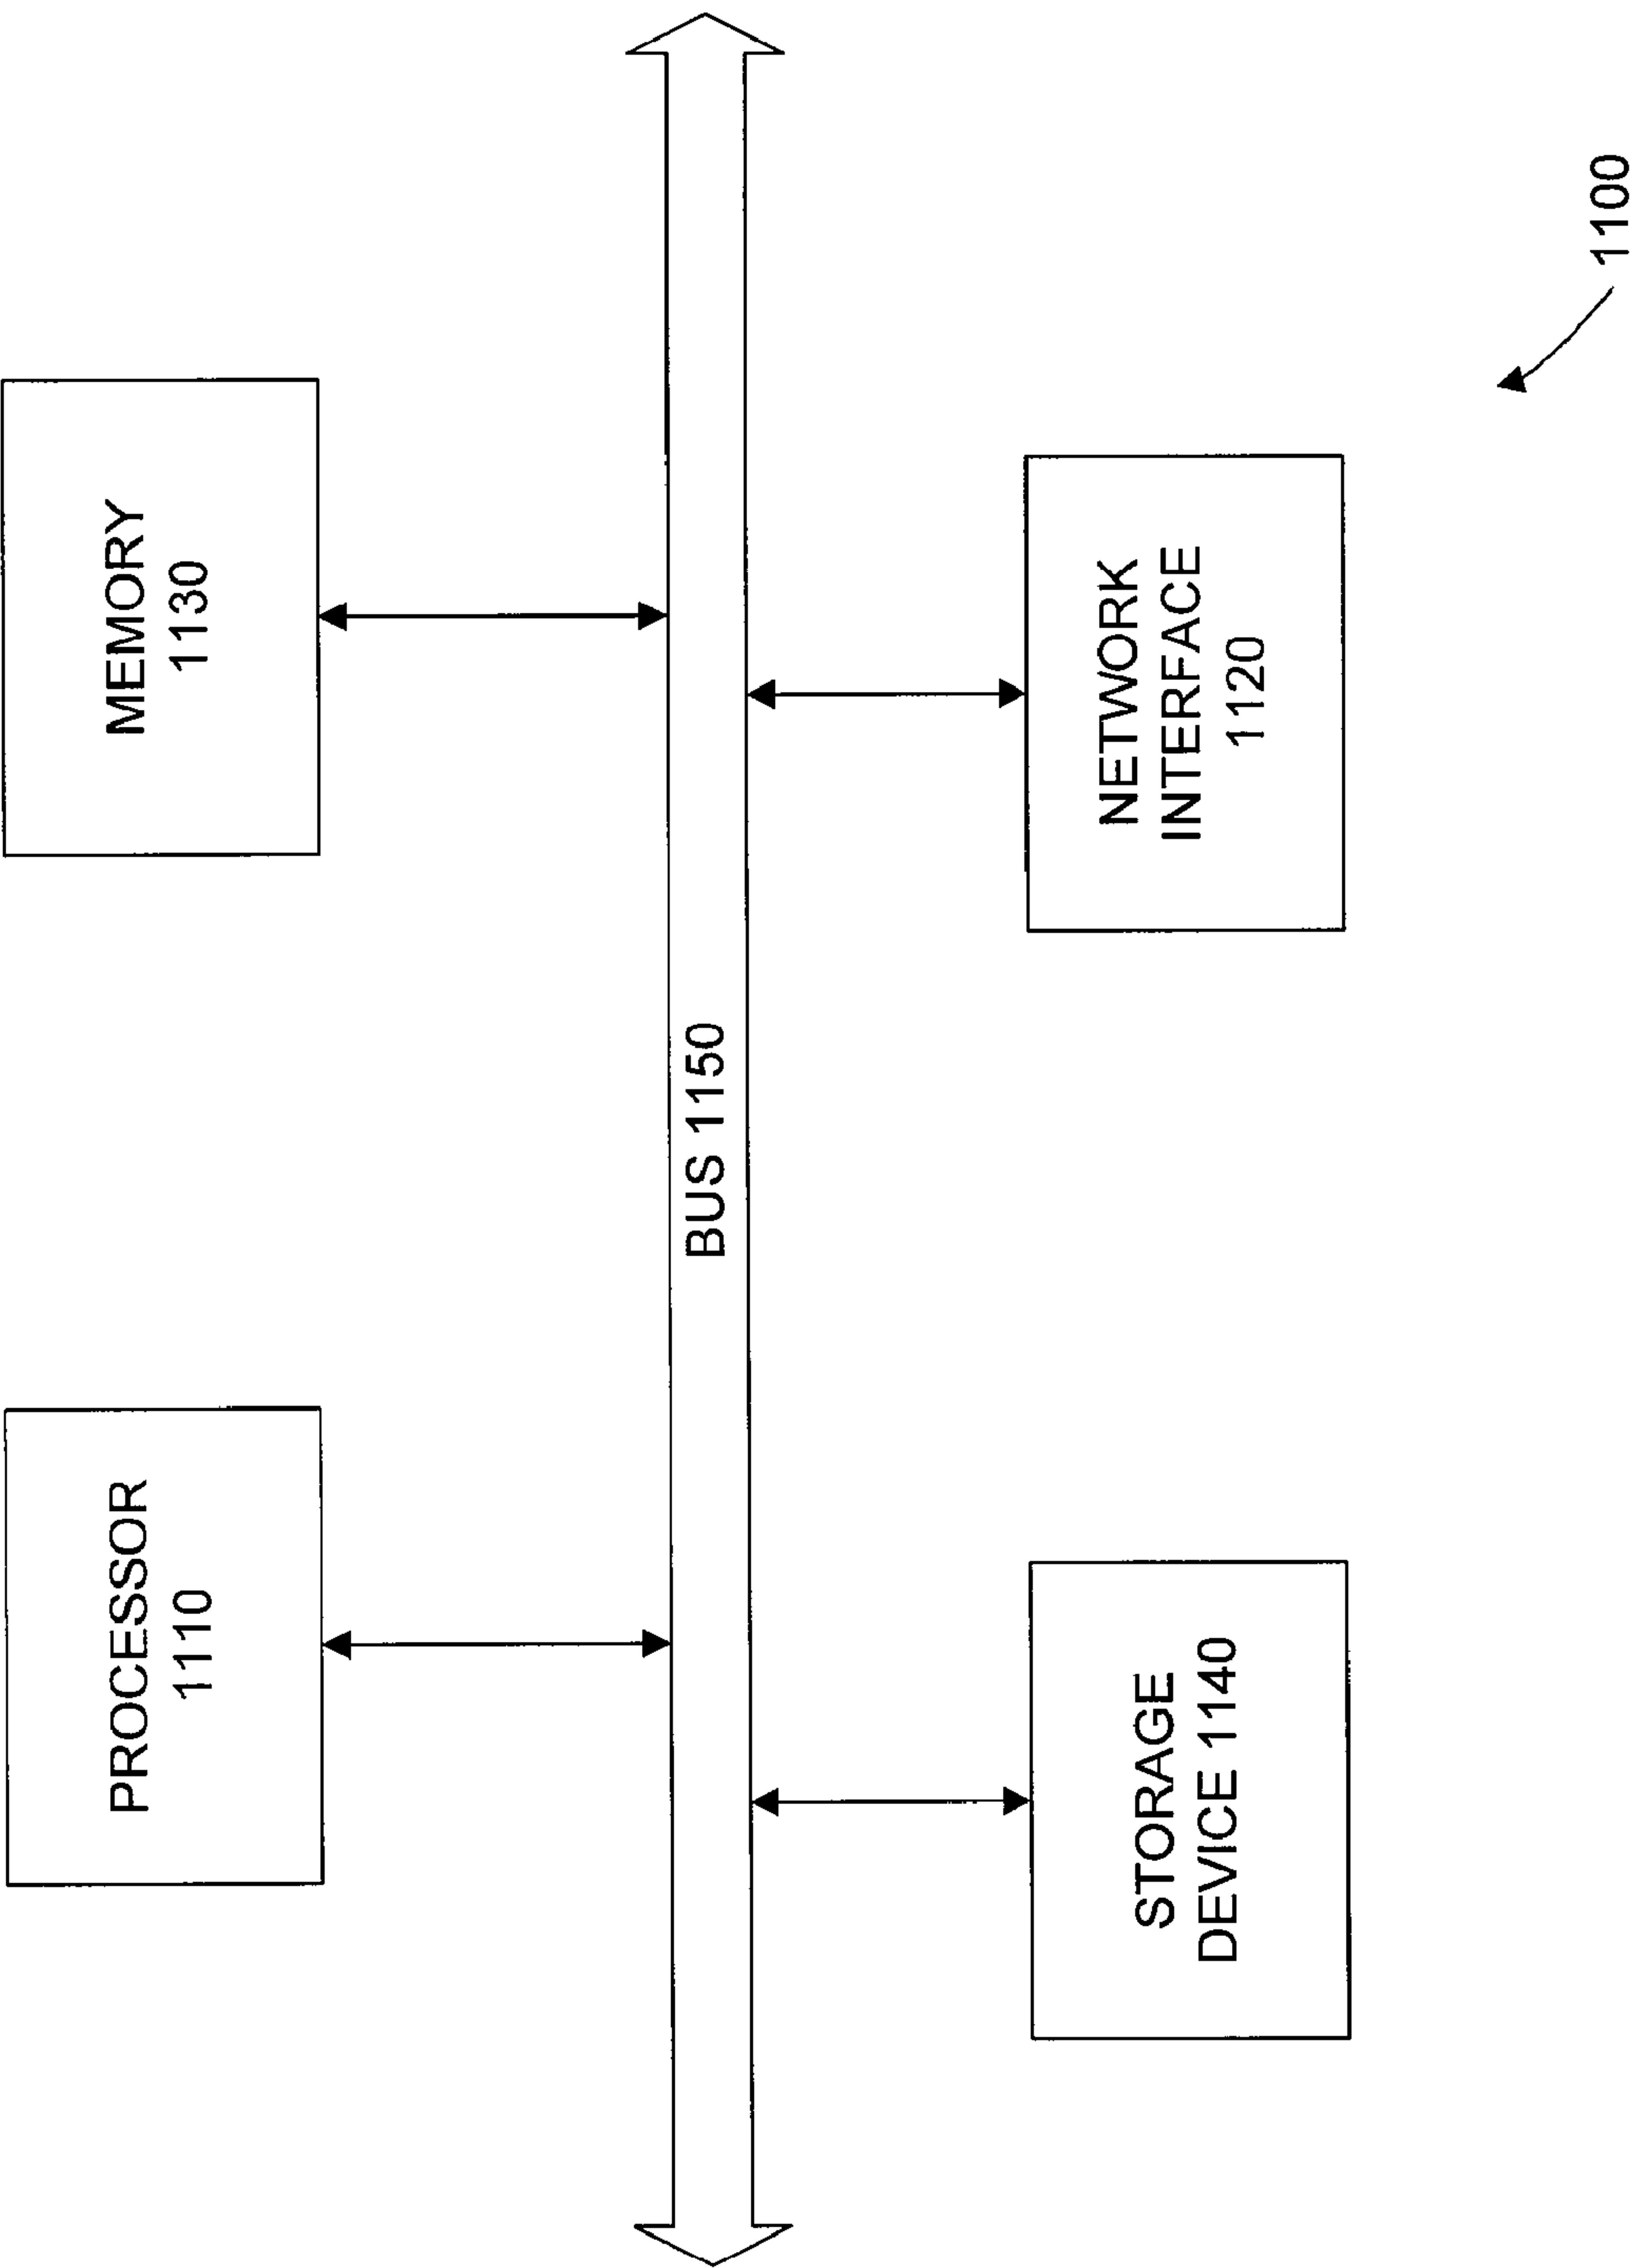 PROCESSOR
1110
MEMORY
1130
BUS 1150
STORAGE
DEVICE 1140
NETWORK
INTERFACE
1120
1100